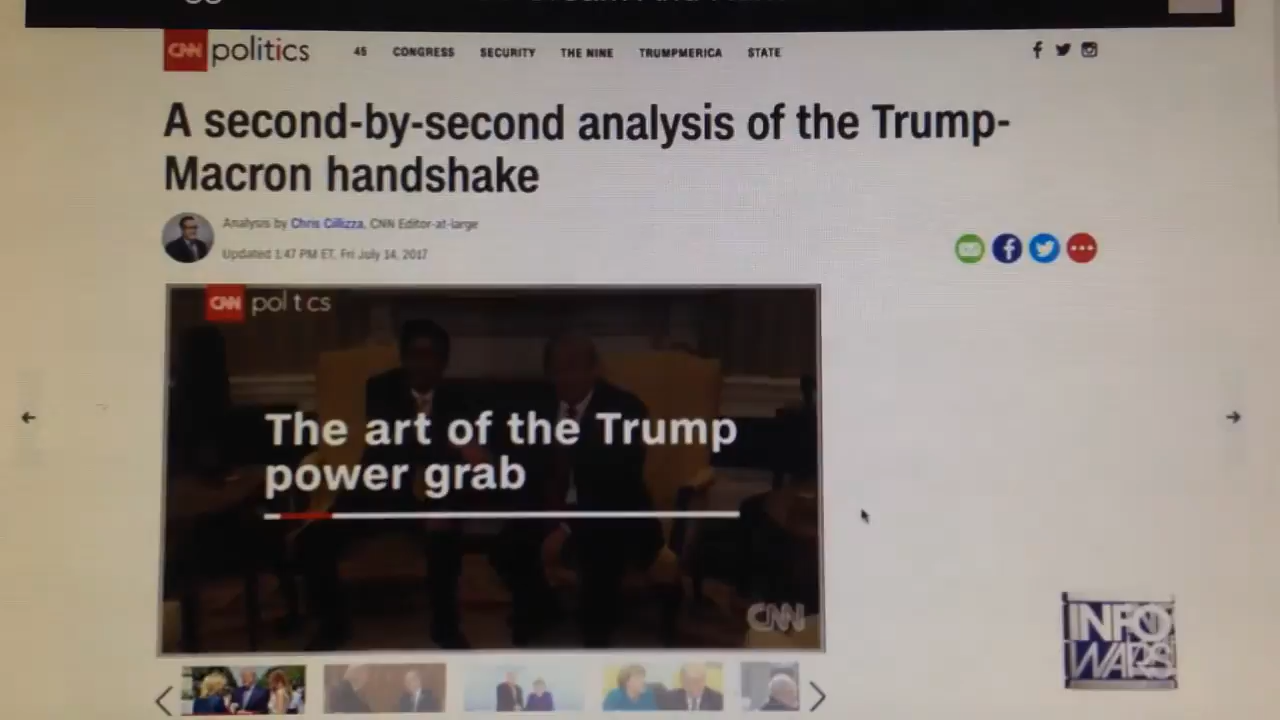 CNN politics 45 CONGRESS SECURITY THE NINE TRUMPMERICA STATE
A second-by-second analysis of the Trump-
Macron handshake
Analysis by Chris Cillizza, CNN Editor-at-large
Updated 1:47 PM ET, Fri July 14, 2017
CNN pol t cs
The art of the Trump
power grab
CNN
INFO
WARS